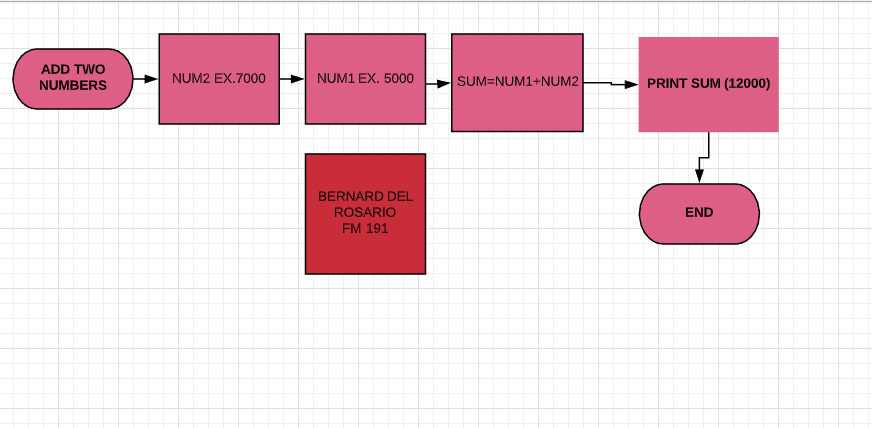 ADD TWO
NUMBERS
NUM2 EX.7000
NUM1 EX. 5000
SUM=NUM1+NUM2
PRINT SUM (12000)
BERNARD DEL
ROSARIO
FM 191
END